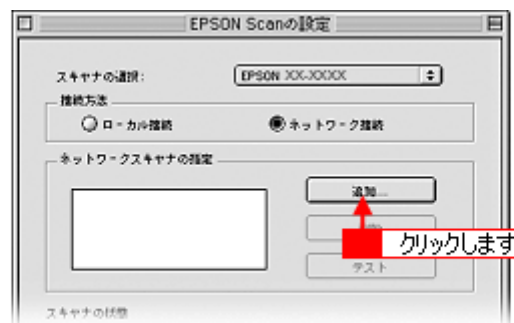 EPSON Scanの設定
スキャナの選択:
EPSON XX-XXXX
接続方法
ローカル接続
ネットワーク接続
ネットワークスキャナの指定
追加...
クリックします
テスト
スキャナの状態